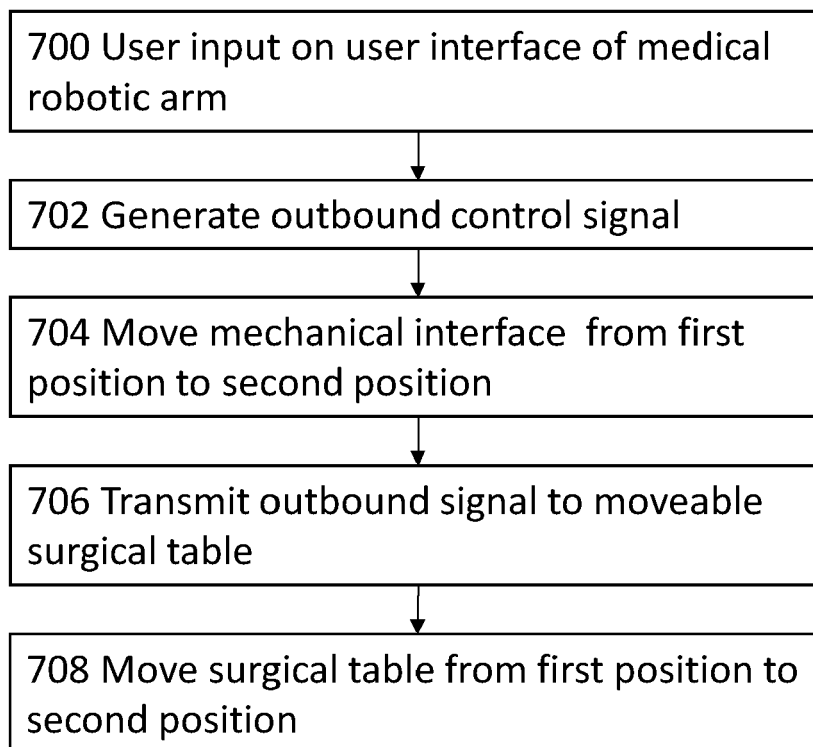 700 User input on user interface of medical
robotic arm
702 Generate outbound control signal
704 Move mechanical interface  from first
position to second position
706 Transmit outbound signal to moveable
surgical table
708 Move surgical table from first position to
second position